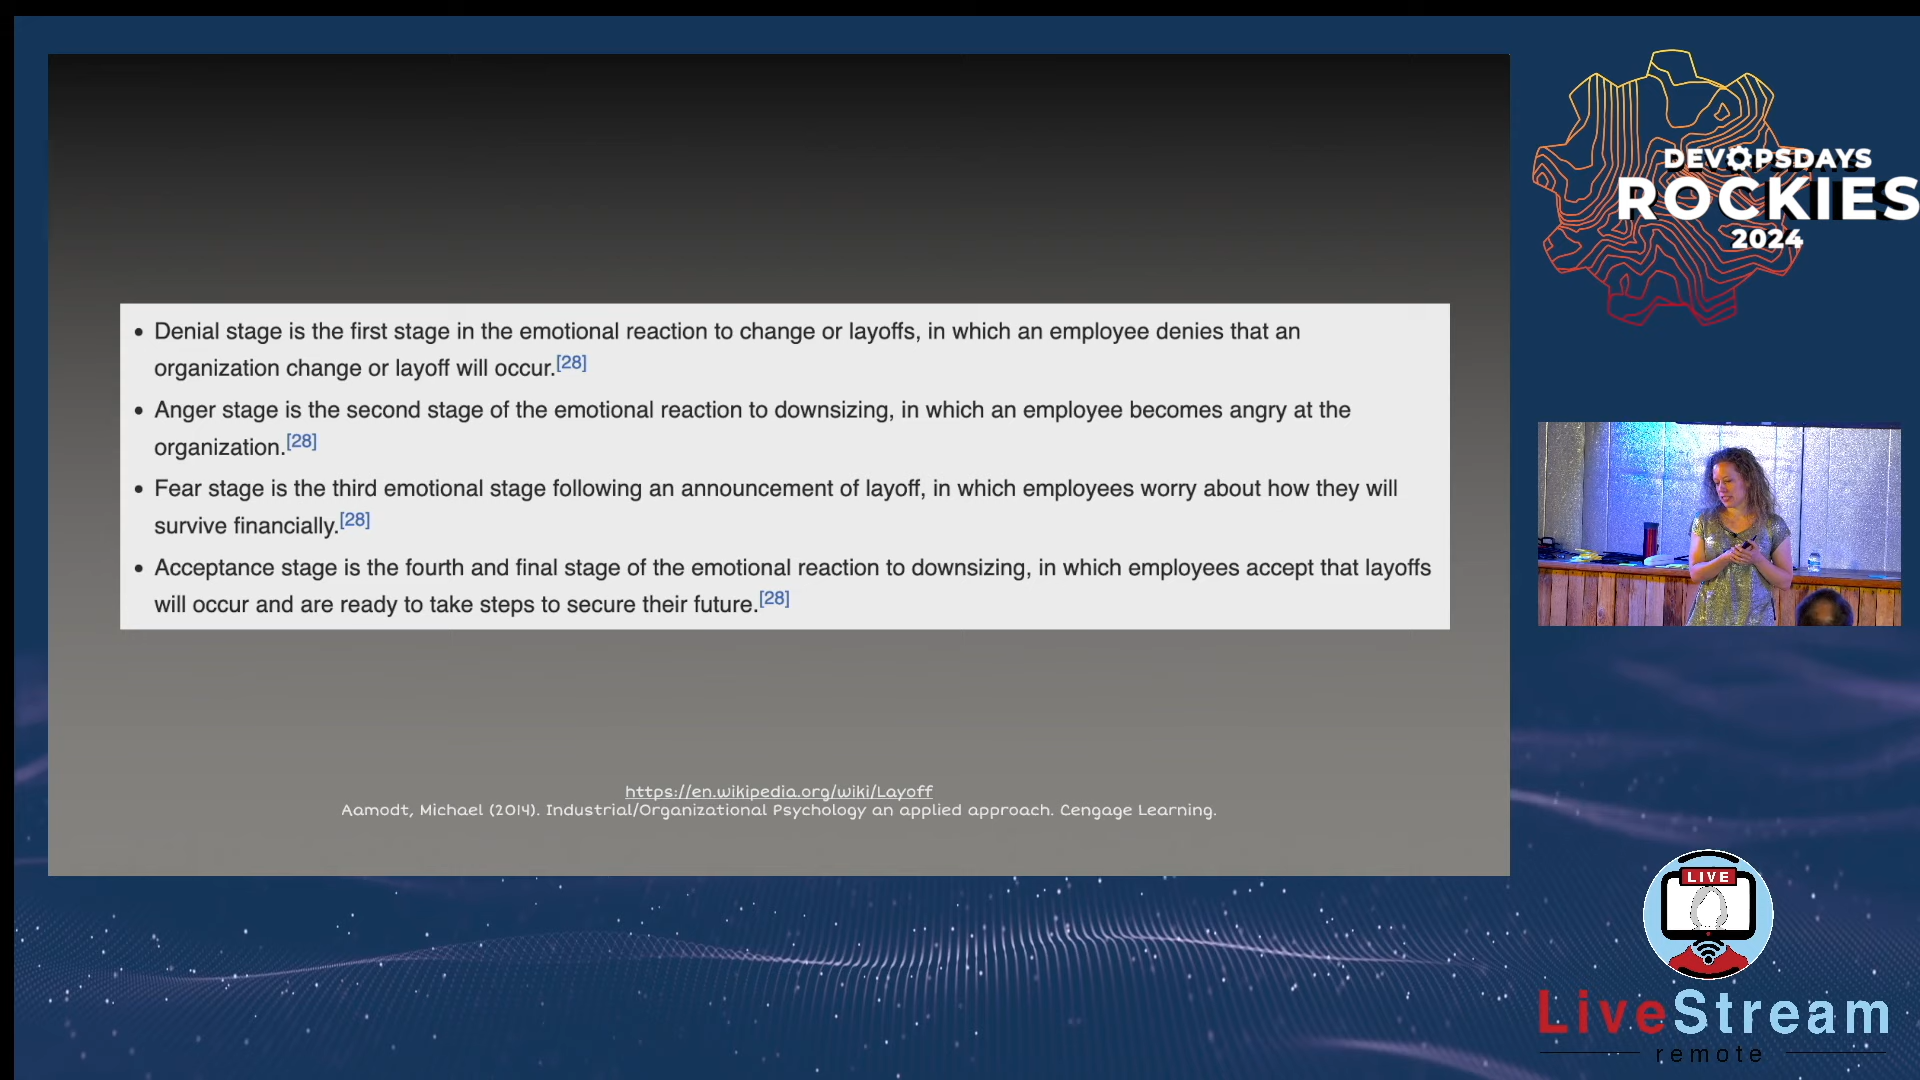 • Denial stage is the first stage in the emotional reaction to change or layoffs, in which an employee denies that an
organization change or layoff will occur.[28]
• Anger stage is the second stage of the emotional reaction to downsizing, in which an employee becomes angry at the
organization.[28]
• Fear stage is the third emotional stage following an announcement of layoff, in which employees worry about how they will
survive financially.[28]
• Acceptance stage is the fourth and final stage of the emotional reaction to downsizing, in which employees accept that layoffs
will occur and are ready to take steps to secure their future.[28]
https://en.wikipedia.org/wiki/Layoff
Aamodt, Michael (2014). Industrial/Organizational Psychology an applied approach. Cengage Learning.
DEVOPSDAYS
ROCKIES
2024
LIVE
LiveStream
remote